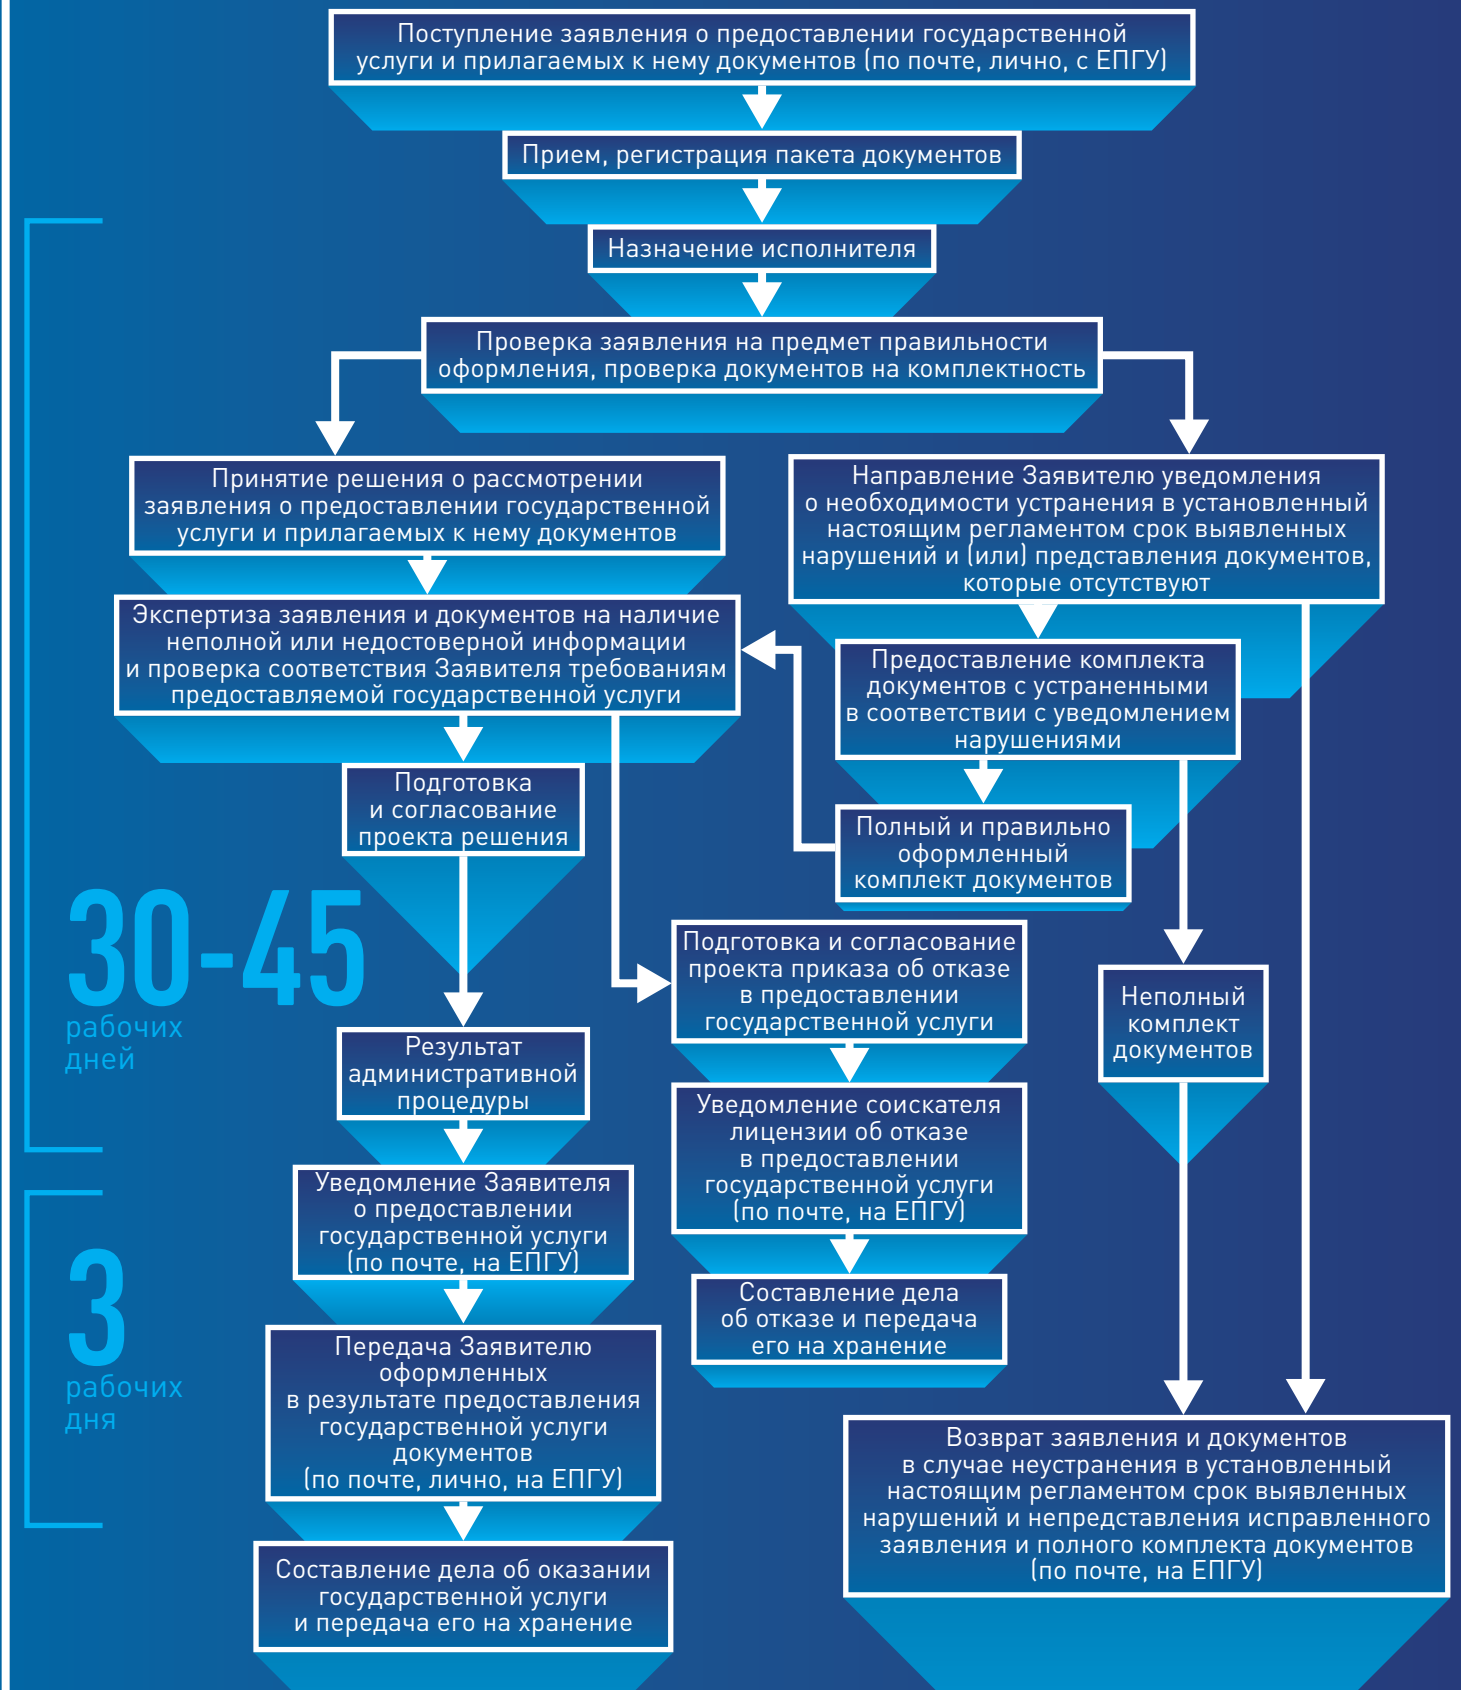 Поступление заявления о предоставлении государственной
услуги и прилагаемых к нему документов (по почте, лично, с ЕПГУ)
Прием, регистрация пакета документов
Назначение исполнителя
Проверка заявления на предмет правильности
оформления, проверка документов на комплектность
Принятие решения о рассмотрении
заявления о предоставлении государственной
услуги и прилагаемых к нему документов
Направление Заявителю уведомления
о необходимости устранения в установленный
настоящим регламентом срок выявленных
нарушений и (или) представления документов,
которые отсутствуют
Экспертиза заявления и документов на наличие
неполной или недостоверной информации
и проверка соответствия Заявителя требованиям
предоставляемой государственной услуги
Предоставление комплекта
документов с устраненными
в соответствии с уведомлением
нарушениями
Подготовка
и согласование
проекта решения
Полный и правильно
оформленный
комплект документов
30-45
рабочих
дней
Подготовка и согласование
проекта приказа об отказе
в предоставлении
государственной услуги
Неполный
комплект
документов
Результат
административной
процедуры
Уведомление соискателя
лицензии об отказе
в предоставлении
государственной услуги
(по почте, на ЕПГУ)
Уведомление Заявителя
о предоставлении
государственной услуги
(по почте, на ЕПГУ)
3
рабочих
дня
Составление дела
об отказе и передача
его на хранение
Передача Заявителю
оформленных
в результате предоставления
государственной услуги
документов
(по почте, лично, на ЕПГУ)
Возврат заявления и документов
в случае неустранения в установленный
настоящим регламентом срок выявленных
нарушений и непредставления исправленного
заявления и полного комплекта документов
(по почте, на ЕПГУ)
Составление дела об оказании
государственной услуги
и передача его на хранение